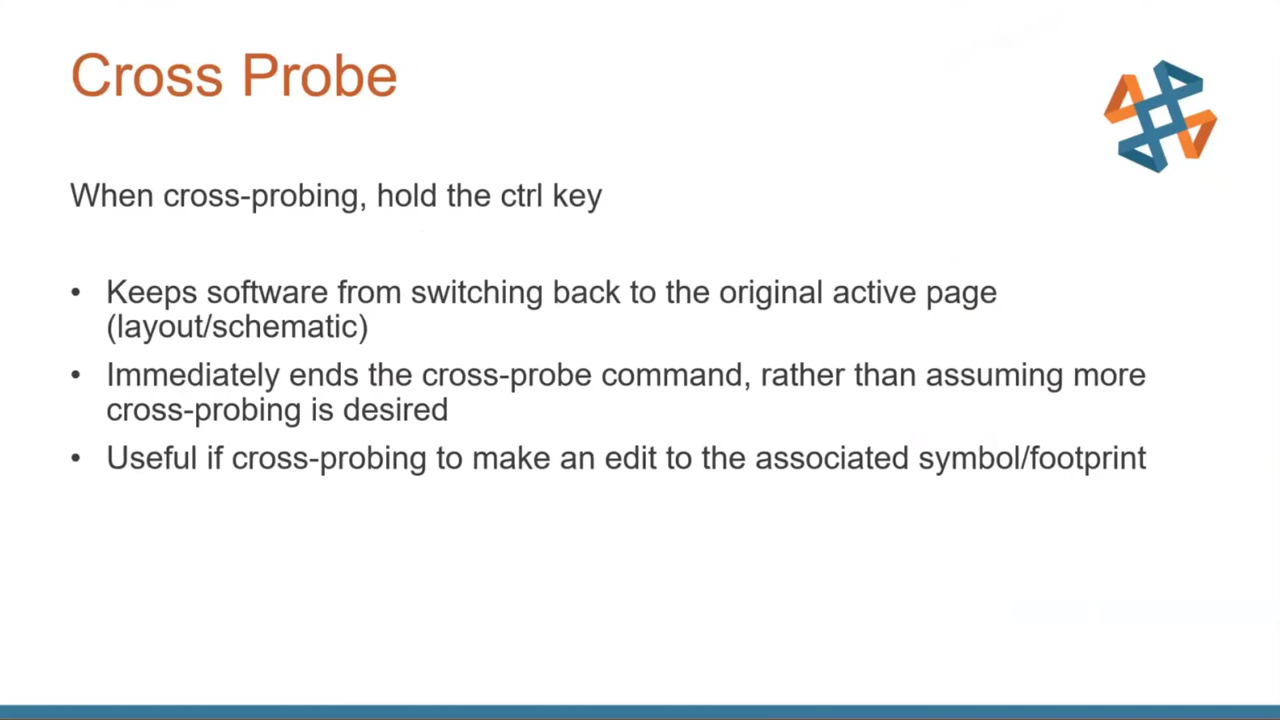 Cross Probe
When cross-probing, hold the ctrl key
• Keeps software from switching back to the original active page
(layout/schematic)
• Immediately ends the cross-probe command, rather than assuming more
cross-probing is desired
• Useful if cross-probing to make an edit to the associated symbol/footprint